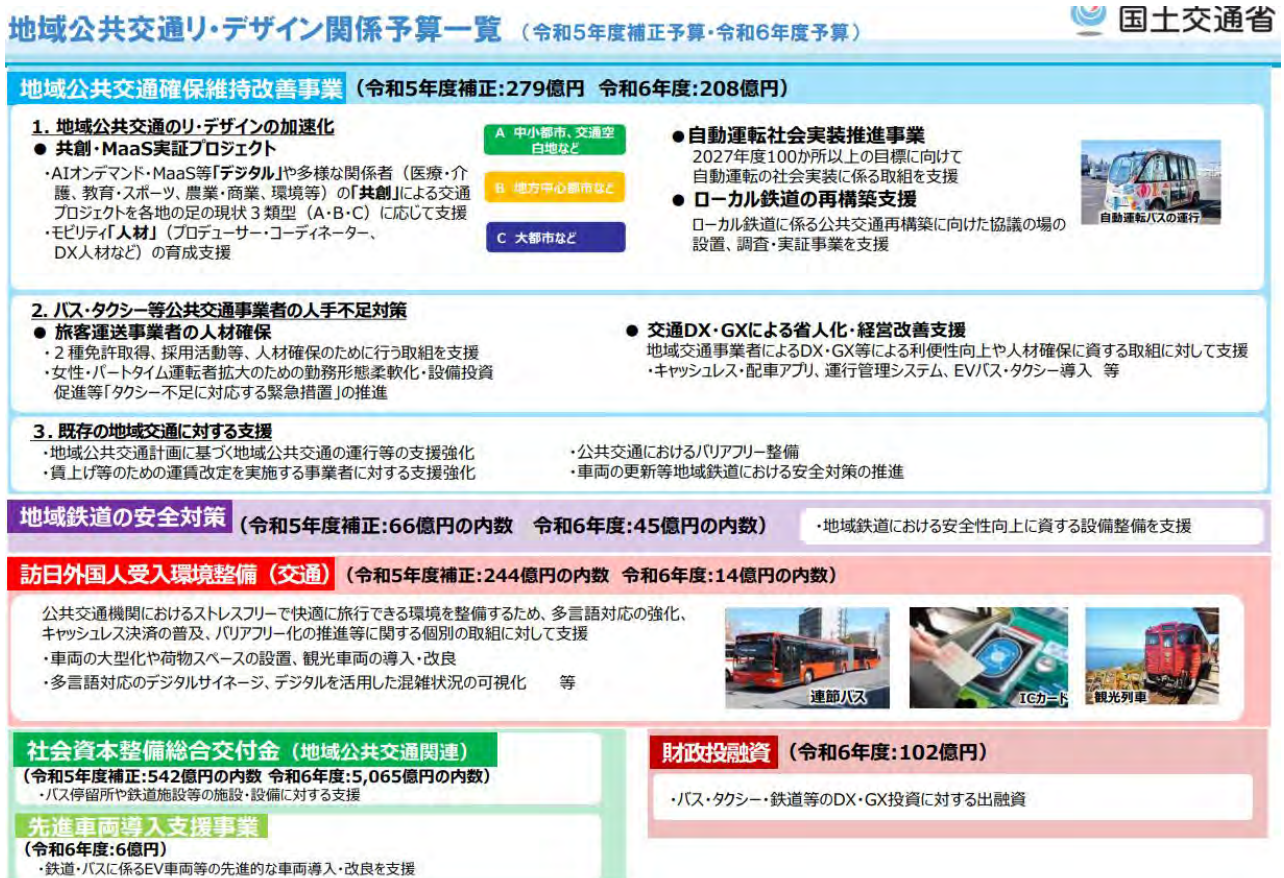 地域公共交通リ・デザイン関係予算一覧 (令和5年度補正予算・令和6年度予算)
国土交通省
地域公共交通確保維持改善事業 (令和5年度補正:279億円 令和6年度:208億円)
1. 地域公共交通のリ・デザインの加速化
● 共創・MaaS実証プロジェクト
・AIオンデマンド・MaaS等「デジタル」や多様な関係者（医療・介
護、教育・スポーツ、農業・商業、環境等）の「共創」による交通
プロジェクトを各地の足の現状３類型（A・B・C）に応じて支援
・モビリティ「人材」（プロデューサー・コーディネーター、
DX人材など）の育成支援
A 中小都市、交通空
白地など
B 地方中心都市など
C 大都市など
●自動運転社会実装推進事業
2027年度100か所以上の目標に向けて
自動運転の社会実装に係る取組を支援
● ローカル鉄道の再構築支援
ローカル鉄道に係る公共交通再構築に向けた協議の場の
設置、調査・実証事業を支援
自動運転バスの運行
2. バス・タクシー等公共交通事業者の人手不足対策
● 旅客運送事業者の人材確保
・２種免許取得、採用活動等、人材確保のために行う取組を支援
・女性・パートタイム運転者拡大のための勤務形態柔軟化・設備投資
促進等「タクシー不足に対応する緊急措置」の推進
● 交通DX・GXによる省人化・経営改善支援
地域交通事業者によるDX・GX等による利便性向上や人材確保に資する取組に対して支援
・キャッシュレス・配車アプリ、運行管理システム、EVバス・タクシー導入 等
3. 既存の地域交通に対する支援
・地域公共交通計画に基づく地域公共交通の運行等の支援強化
・賃上げ等のための運賃改定を実施する事業者に対する支援強化
・公共交通におけるバリアフリー整備
・車両の更新等地域鉄道における安全対策の推進
地域鉄道の安全対策 (令和5年度補正:66億円の内数 令和6年度:45億円の内数)
・地域鉄道における安全性向上に資する設備整備を支援
訪日外国人受入環境整備（交通） (令和5年度補正:244億円の内数 令和6年度:14億円の内数)
公共交通機関におけるストレスフリーで快適に旅行できる環境を整備するため、多言語対応の強化、
キャッシュレス決済の普及、バリアフリー化の推進等に関する個別の取組に対して支援
・車両の大型化や荷物スペースの設置、観光車両の導入・改良
・多言語対応のデジタルサイネージ、デジタルを活用した混雑状況の可視化 等
連節バス
ICカード
観光列車
社会資本整備総合交付金（地域公共交通関連）
(令和5年度補正:542億円の内数 令和6年度:5,065億円の内数)
・バス停留所や鉄道施設等の施設・設備に対する支援
先進車両導入支援事業
(令和6年度:6億円)
・鉄道・バスに係るEV車両等の先進的な車両導入・改良を支援
財政投融資 (令和6年度:102億円)
・バス・タクシー・鉄道等のDX・GX投資に対する出融資